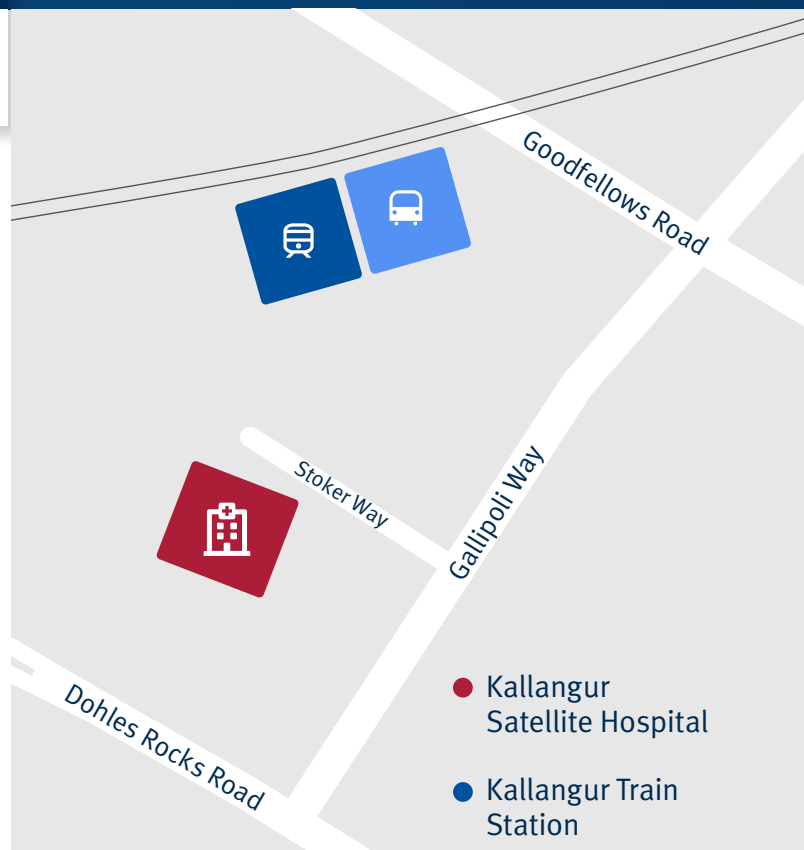 Goodfellows Road
Stoker Way
Gallipoli Way
Dohles Rocks Road
Kallangur
Satellite Hospital
Kallangur Train
Station